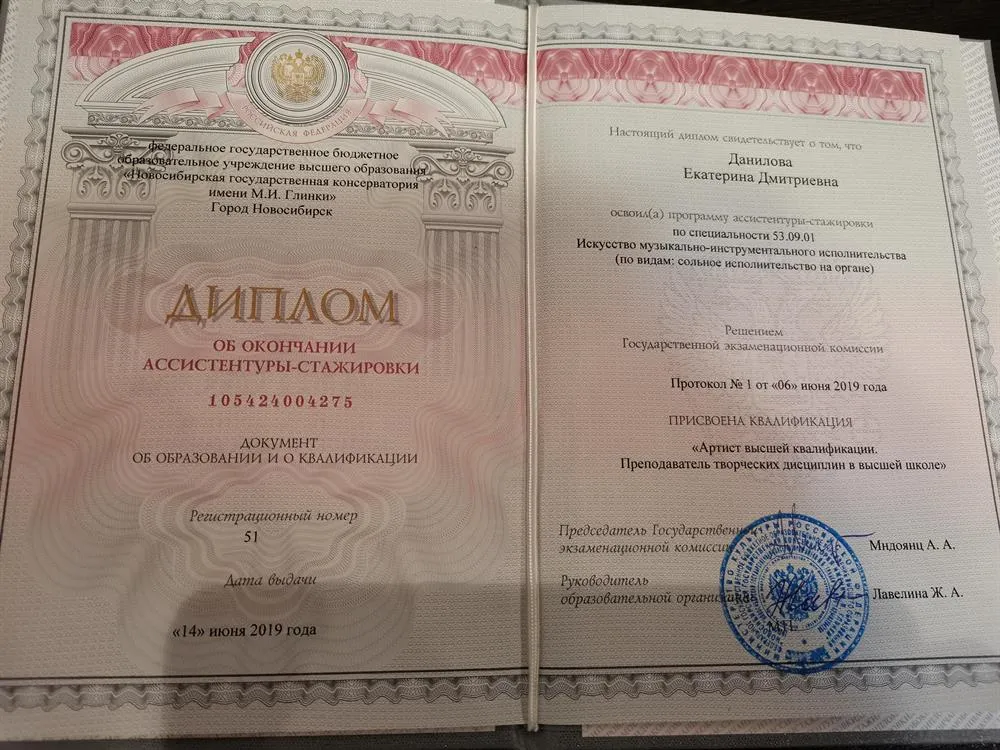 РОССИЙСКАЯ ФЕДЕРАЦИЯ
федеральное государственное бюджетное
образовательное учреждение высшего образования
«Новосибирская государственная консерватория
имени М.И. Глинки»
Город Новосибирск
ДИПЛОМ
ОБ ОКОНЧАНИИ
АССИСТЕНТУРЫ-СТАЖИРОВКИ
105424004275
ДОКУМЕНТ
ОБ ОБРАЗОВАНИИ И О КВАЛИФИКАЦИИ
Регистрационный номер
51
Дата выдачи
«14» июня 2019 года
Настоящий диплом свидетельствует о том, что
Данилова
Екатерина Дмитриевна
освоил(а) программу ассистентуры-стажировки
по специальности 53.09.01
Искусство музыкально-инструментального исполнительства
(по видам: сольное исполнительство на органе)
Решением
Государственной экзаменационной комиссии
Протокол № 1 от «06» июня 2019 года
ПРИСВОЕНА КВАЛИФИКАЦИЯ
«Артист высшей квалификации.
Преподаватель творческих дисциплин в высшей школе»
Председатель Государственной
экзаменационной комиссии
Мндоянц А. А.
Руководитель
образовательной организации
Лавелина Ж. А.
М.П.